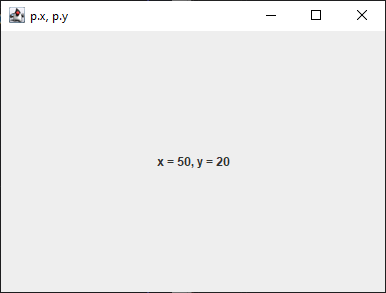 p.x, p.y
x = 50, y = 20